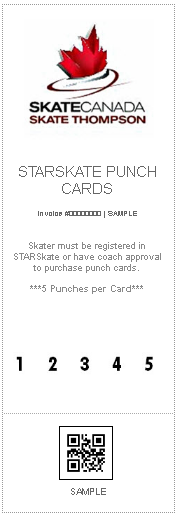 SKATECANADA
SKATE THOMPSON
STARSKATE PUNCH
CARDS
Invoice #00000000 | SAMPLE
Skater must be registered in
STARSkate or have coach approval
to purchase punch cards.
***5 Punches per Card***
1 2 3 4 5
SAMPLE